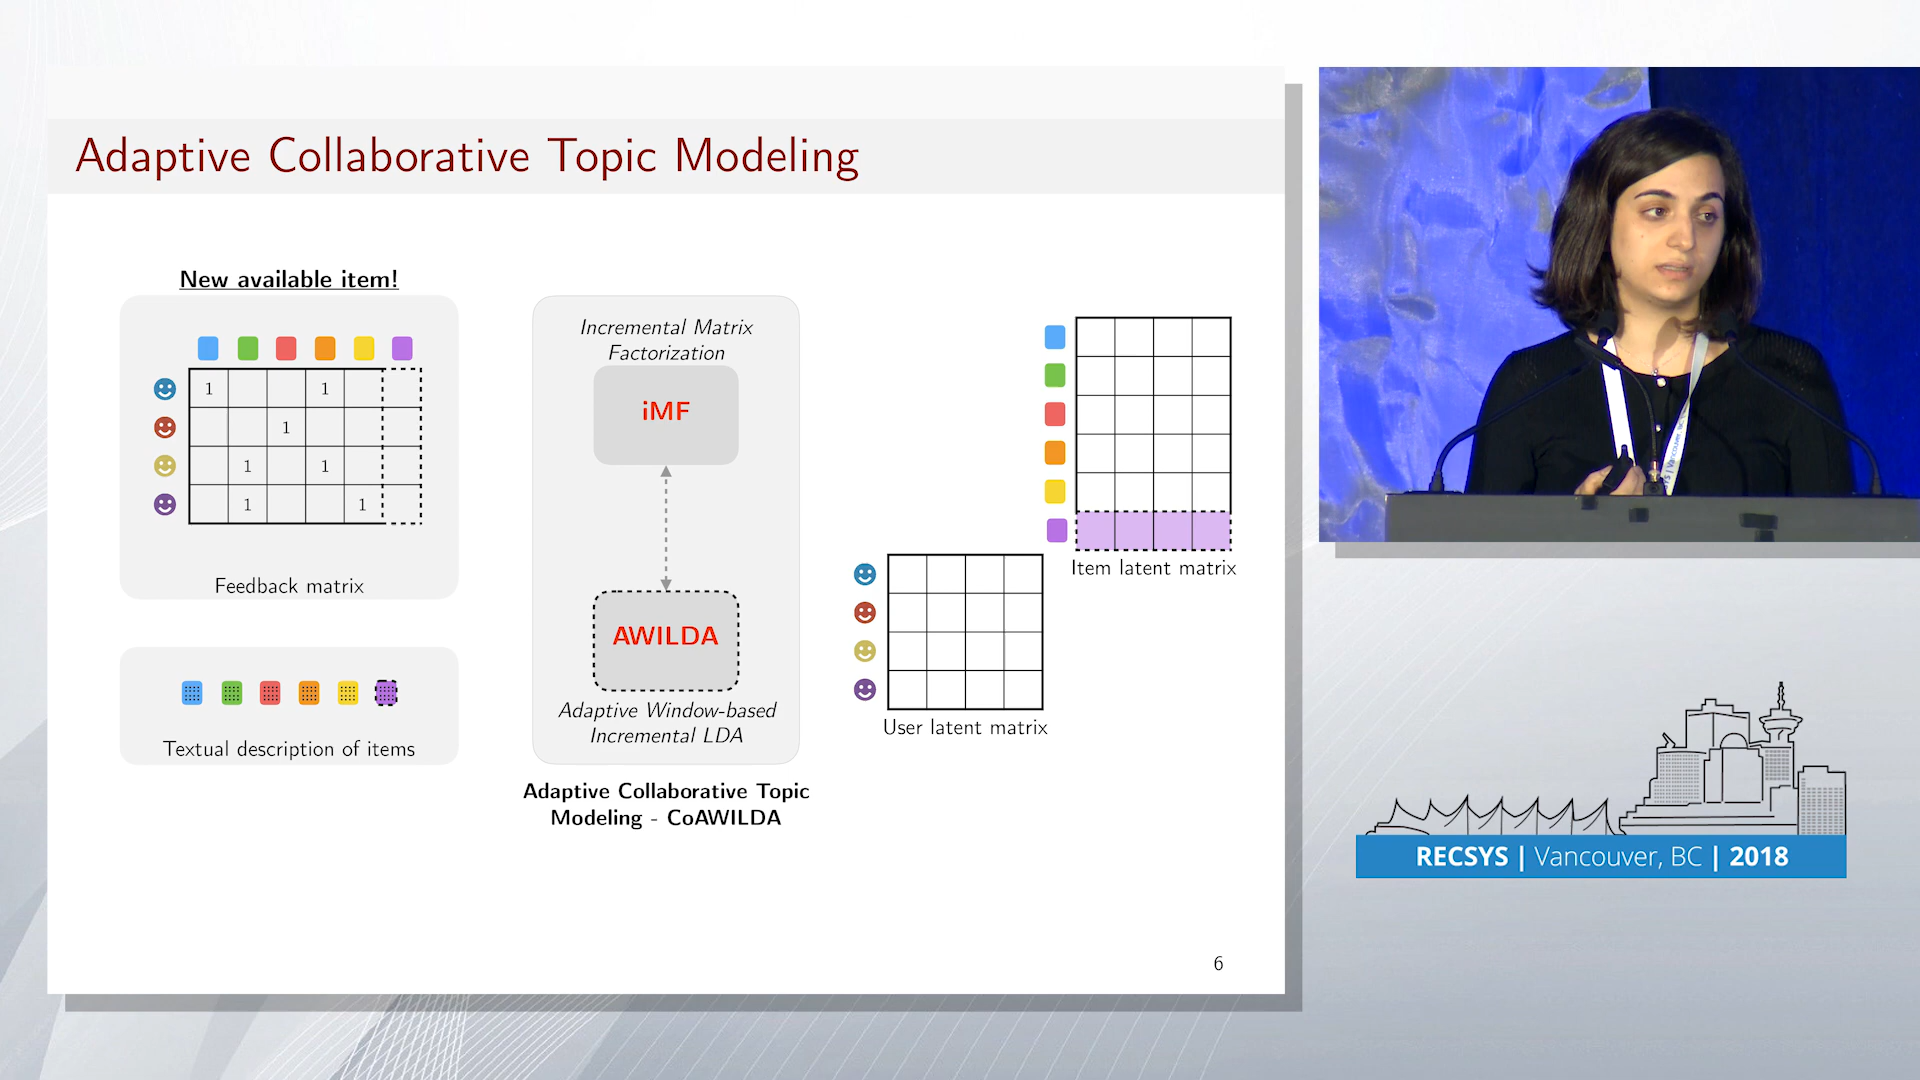 Adaptive Collaborative Topic Modeling
New available item!
1 1
1
1 1
1 1
Feedback matrix
Textual description of items
Incremental Matrix
Factorization
iMF
AWILDA
Adaptive Window-based
Incremental LDA
Adaptive Collaborative Topic
Modeling - CoAWILDA
Item latent matrix
User latent matrix
6
RECSYS | Vancouver, BC | 2018